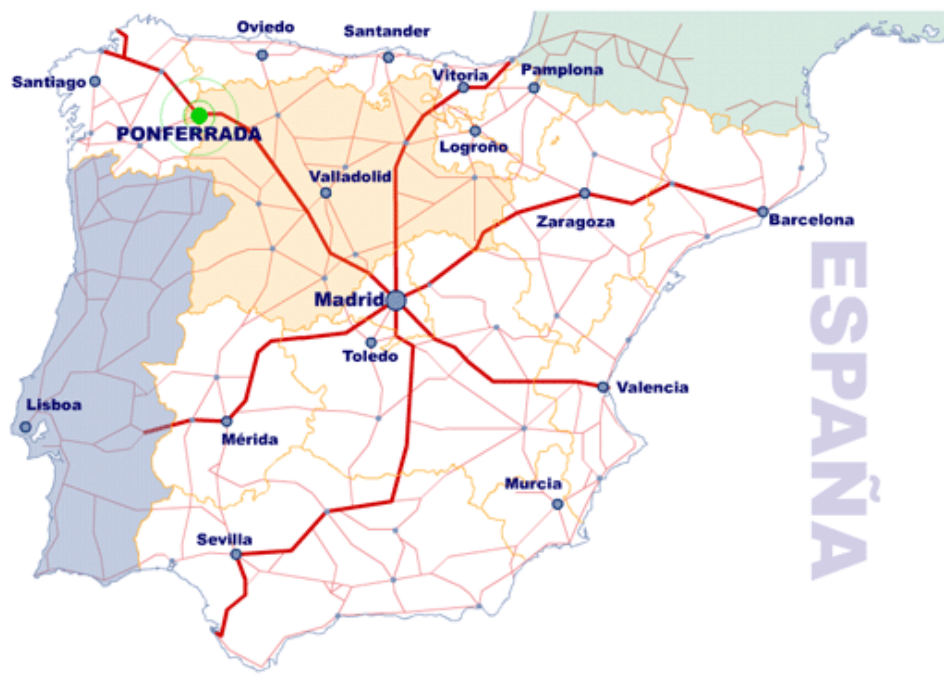 Oviedo
Santander
Santiago
Vitoria
Pamplona
PONFERRADA
Logroño
Valladolid
Zaragoza
Barcelona
Madrid
Toledo
Valencia
Lisboa
Mérida
Murcia
Sevilla
ESPAÑA